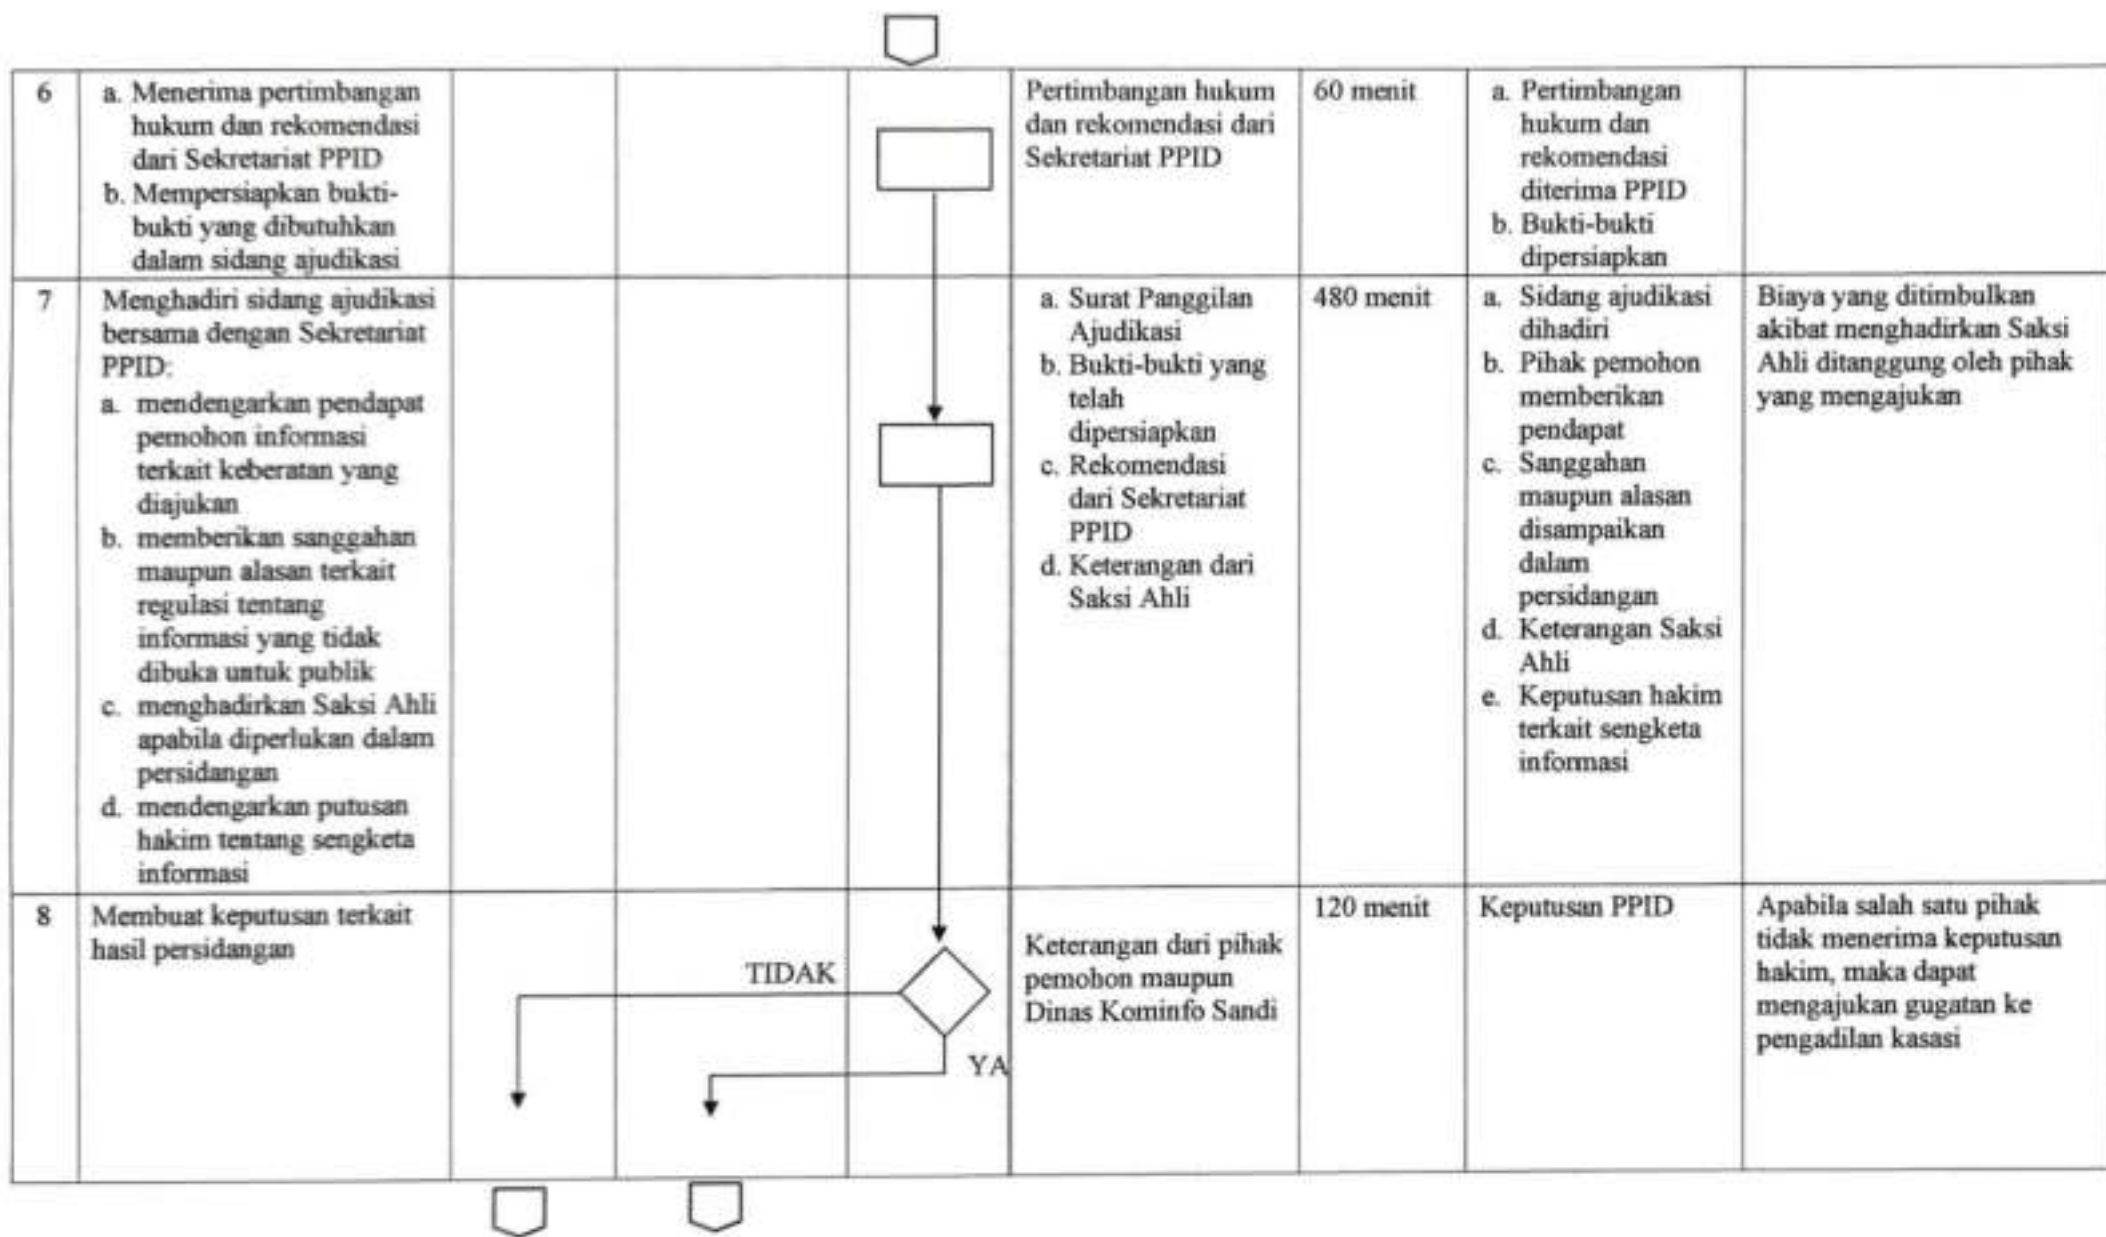 6
a. Menerima pertimbangan
hukum dan rekomendasi
dari Sekretariat PPID
b. Mempersiapkan bukti-
bukti yang dibutuhkan
dalam sidang ajudikasi
Pertimbangan hukum
dan rekomendasi dari
Sekretariat PPID
60 menit
a. Pertimbangan
hukum dan
rekomendasi
diterima PPID
b. Bukti-bukti
dipersiapkan
7
Menghadiri sidang ajudikasi
bersama dengan Sekretariat
PPID:
a. mendengarkan pendapat
pemohon informasi
terkait keberatan yang
diajukan
b. memberikan sanggahan
maupun alasan terkait
regulasi tentang
informasi yang tidak
dibuka untuk publik
c. menghadirkan Saksi Ahli
apabila diperlukan dalam
persidangan
d. mendengarkan putusan
hakim tentang sengketa
informasi
a. Surat Panggilan
Ajudikasi
b. Bukti-bukti yang
telah
dipersiapkan
c. Rekomendasi
dari Sekretariat
PPID
d. Keterangan dari
Saksi Ahli
480 menit
a. Sidang ajudikasi
dihadiri
b. Pihak pemohon
memberikan
pendapat
c. Sanggahan
maupun alasan
disampaikan
dalam
persidangan
d. Keterangan Saksi
Ahli
e. Keputusan hakim
terkait sengketa
informasi
Biaya yang ditimbulkan
akibat menghadirkan Saksi
Ahli ditanggung oleh pihak
yang mengajukan
8
Membuat keputusan terkait
hasil persidangan
TIDAK
YA
Keterangan dari pihak
pemohon maupun
Dinas Kominfo Sandi
120 menit
Keputusan PPID
Apabila salah satu pihak
tidak menerima keputusan
hakim, maka dapat
mengajukan gugatan ke
pengadilan kasasi